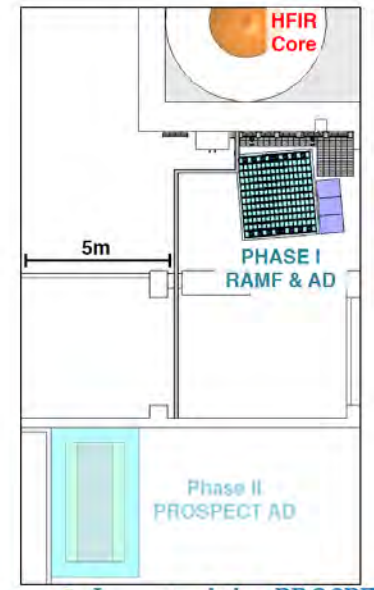 HFIR
Core
5m
PHASE I
RAMF & AD
Phase II
PROSPECT AD